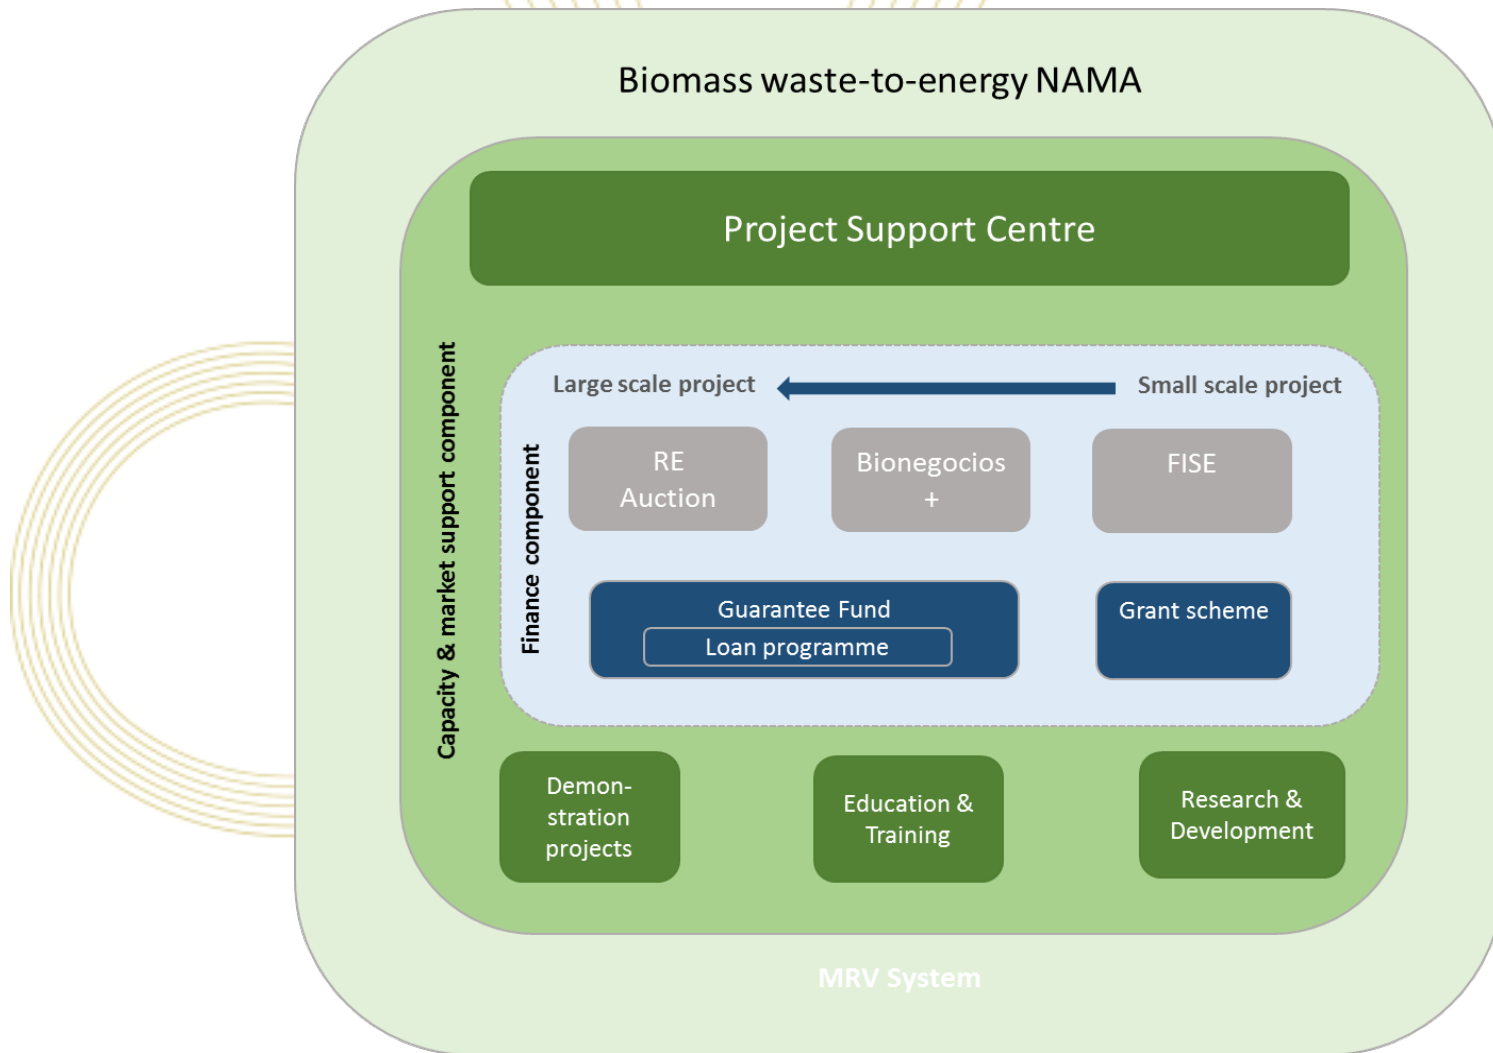 Biomass waste-to-energy NAMA
Project Support Centre
Capacity & market support component
Finance component
Large scale project
Small scale project
RE
Auction
Bionegocios
+
FISE
Guarantee Fund
Loan programme
Grant scheme
Demon-
stration
projects
Education &
Training
Research &
Development
MRV System